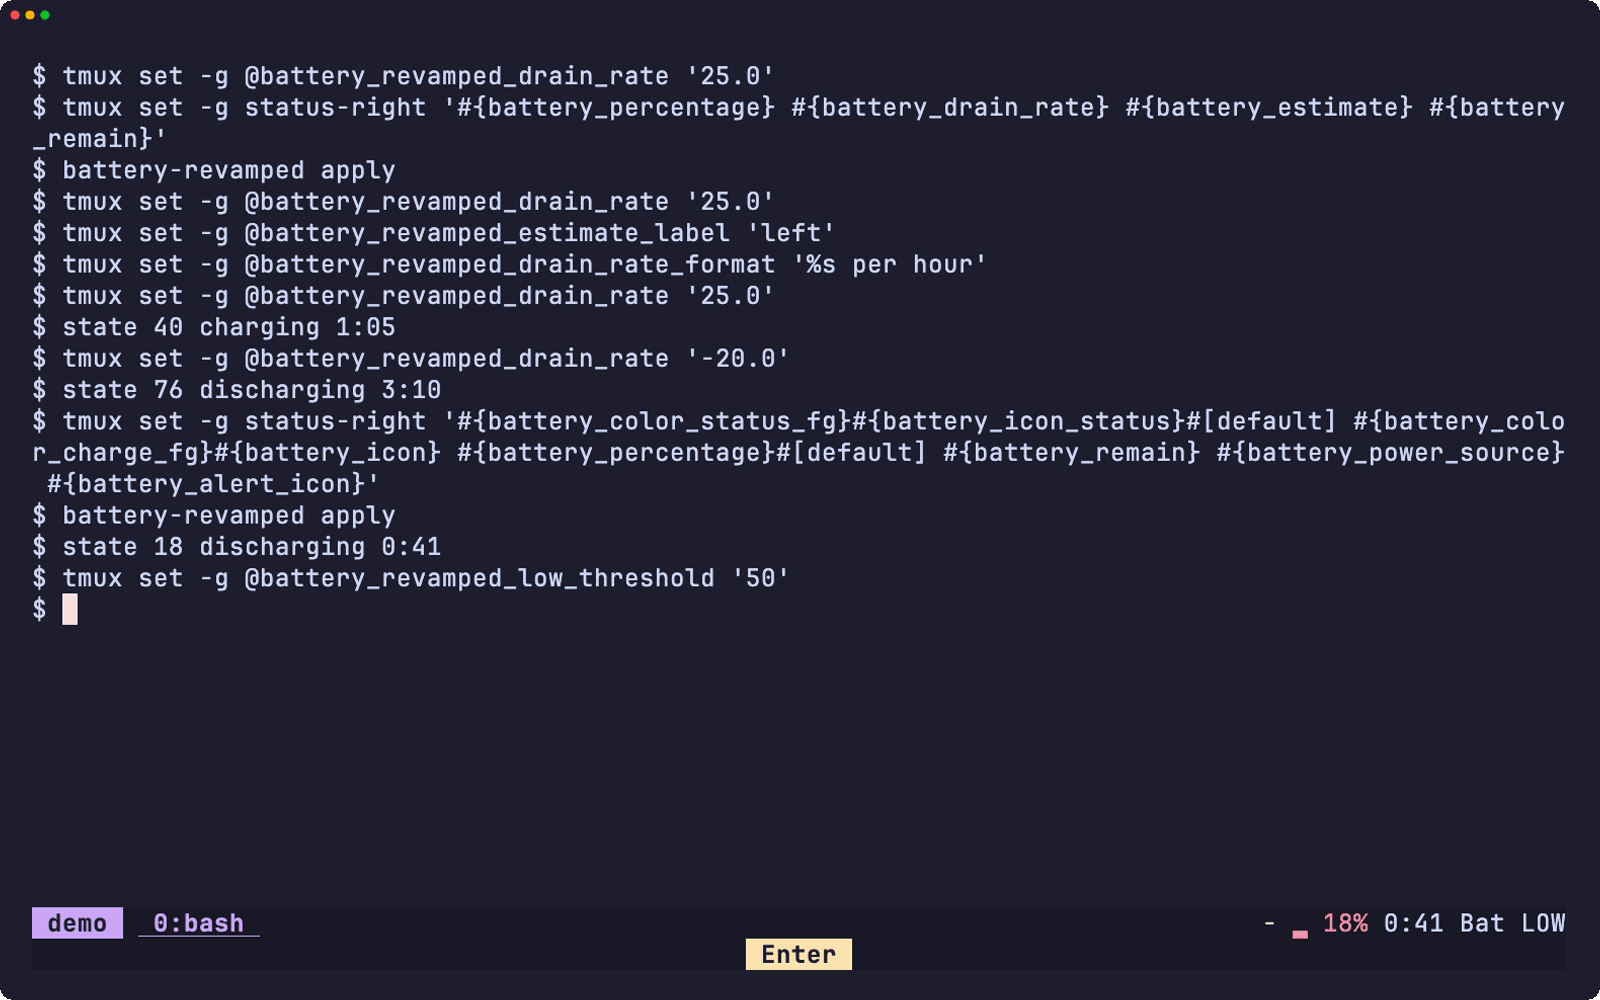 $ tmux set -g @battery_revamped_drain_rate '25.0'
$ tmux set -g status-right '#{battery_percentage} #{battery_drain_rate} #{battery_estimate} #{battery
_remain}'
$ battery-revamped apply
$ tmux set -g @battery_revamped_drain_rate '25.0'
$ tmux set -g @battery_revamped_estimate_label 'left'
$ tmux set -g @battery_revamped_drain_rate_format '%s per hour'
$ tmux set -g @battery_revamped_drain_rate '25.0'
$ state 40 charging 1:05
$ tmux set -g @battery_revamped_drain_rate '-20.0'
$ state 76 discharging 3:10
$ tmux set -g status-right '#{battery_color_status_fg}#{battery_icon_status}#[default] #{battery_colo
r_charge_fg}#{battery_icon} #{battery_percentage}#[default] #{battery_remain} #{battery_power_source}
 #{battery_alert_icon}'
$ battery-revamped apply
$ state 18 discharging 0:41
$ tmux set -g @battery_revamped_low_threshold '50'
$
demo 0:bash - ▂ 18% 0:41 Bat LOW
Enter